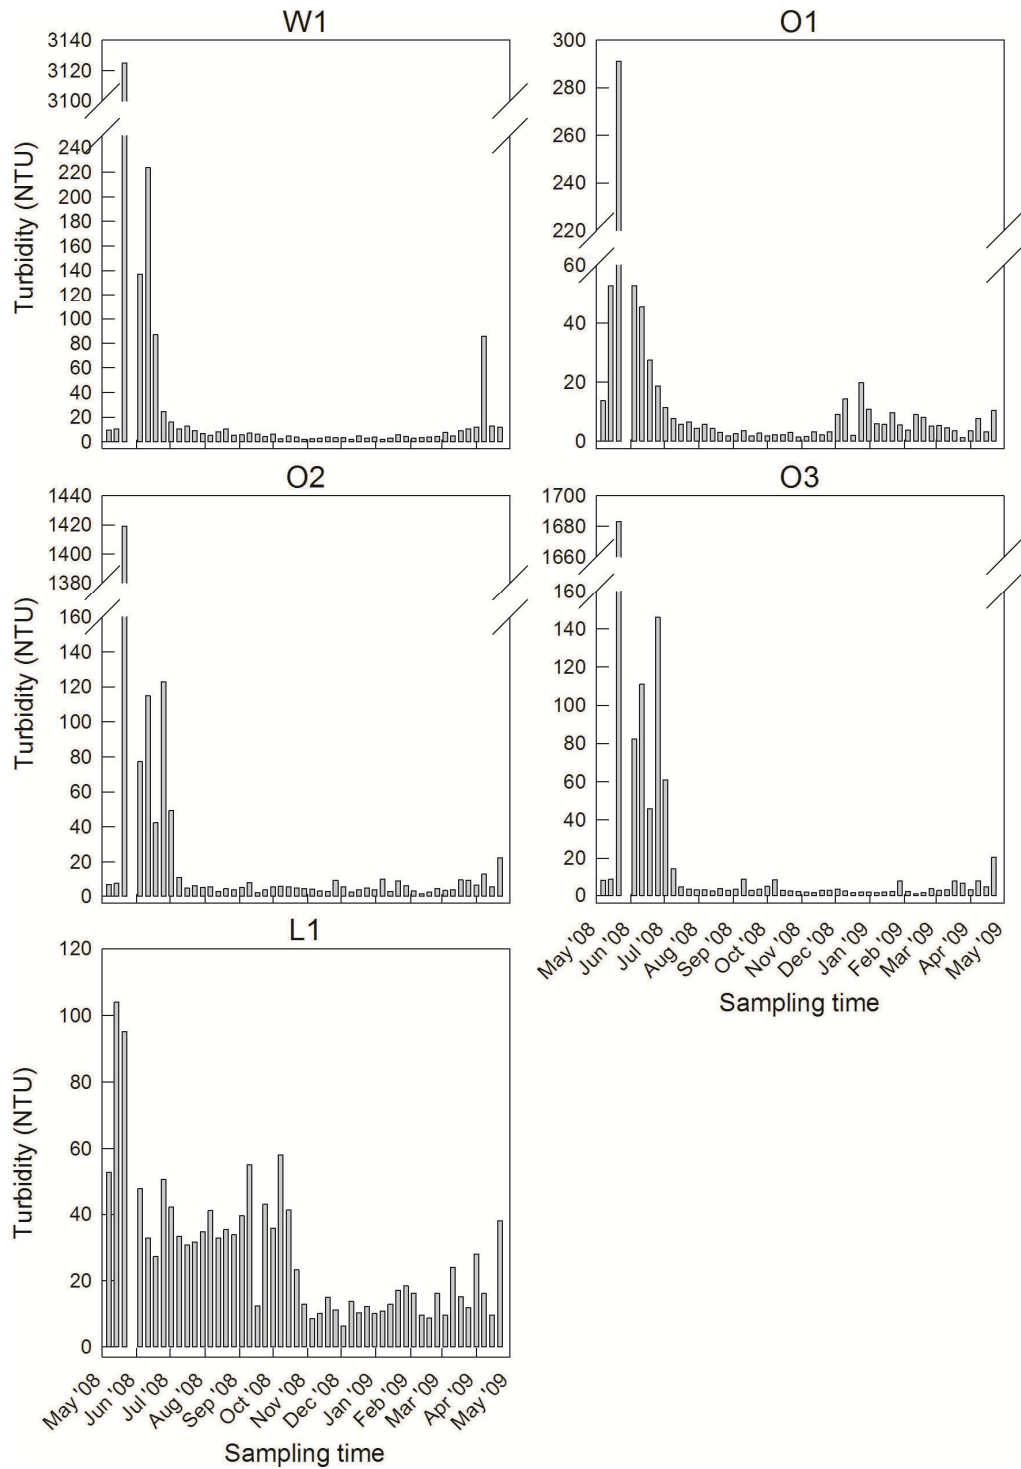 W1
3140
3120
3100
240
220
200
180
160
140
120
100
80
60
40
20
0
Turbidity (NTU)
O1
300
280
260
240
220
60
40
20
0
O2
1440
1420
1400
1380
160
140
120
100
80
60
40
20
0
Turbidity (NTU)
O3
1700
1680
1660
160
140
120
100
80
60
40
20
0
May '08
Jun '08
Jul '08
Aug '08
Sep '08
Oct '08
Nov '08
Dec '08
Jan '09
Feb '09
Mar '09
Apr '09
May '09
Sampling time
L1
120
100
80
60
40
20
0
Turbidity (NTU)
May '08
Jun '08
Jul '08
Aug '08
Sep '08
Oct '08
Nov '08
Dec '08
Jan '09
Feb '09
Mar '09
Apr '09
May '09
Sampling time